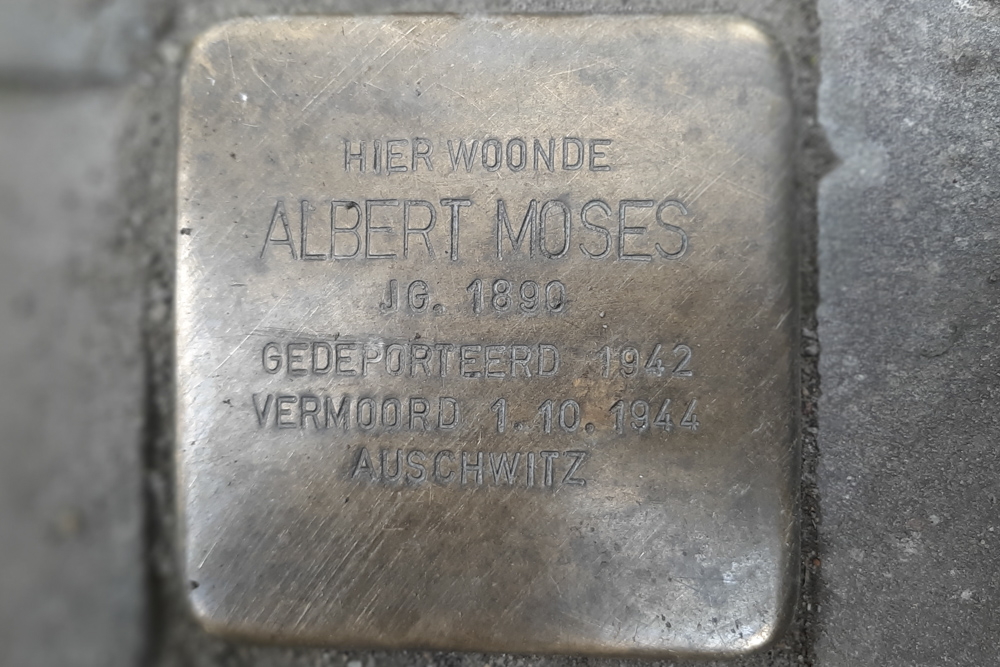 HIER WOONDE
ALBERT MOSES
JG. 1890
GEDEPORTEERD 1942
VERMOORD 1.10.1944
AUSCHWITZ